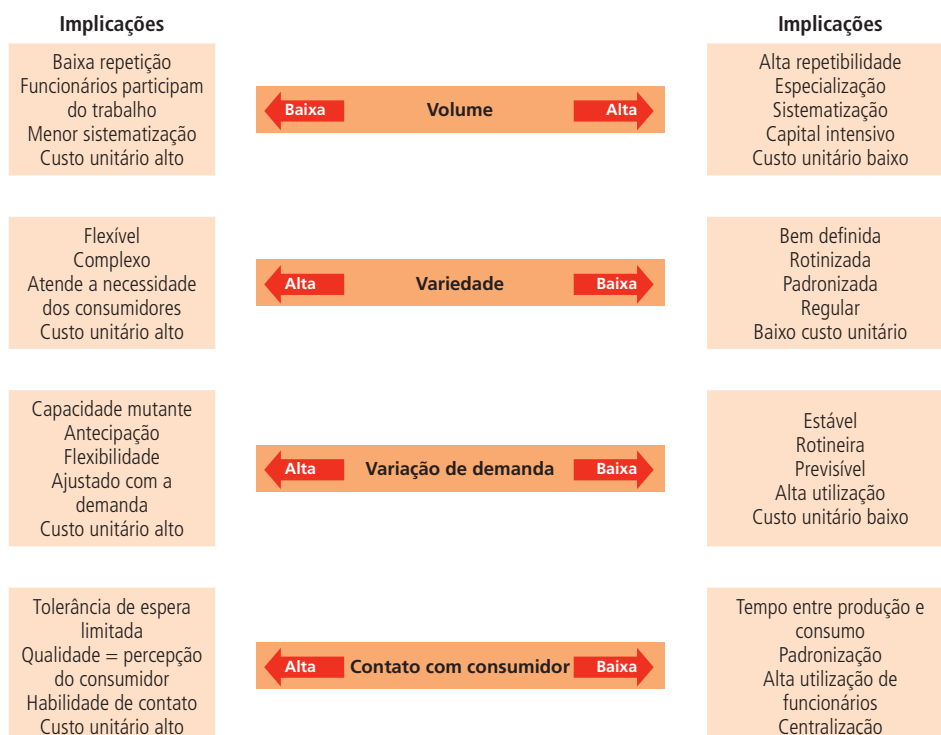 Implicações
Implicações
Baixa repetição
Funcionários participam
do trabalho
Menor sistematização
Custo unitário alto
Baixa
Volume
Alta
Alta repetibilidade
Especialização
Sistematização
Capital intensivo
Custo unitário baixo
Flexível
Complexo
Atende a necessidade
dos consumidores
Custo unitário alto
Alta
Variedade
Baixa
Bem definida
Rotinizada
Padronizada
Regular
Baixo custo unitário
Capacidade mutante
Antecipação
Flexibilidade
Ajustado com a
demanda
Custo unitário alto
Alta
Variação de demanda
Baixa
Estável
Rotineira
Previsível
Alta utilização
Custo unitário baixo
Tolerância de espera
limitada
Qualidade = percepção
do consumidor
Habilidade de contato
Custo unitário alto
Alta
Contato com consumidor
Baixa
Tempo entre produção e
consumo
Padronização
Alta utilização de
funcionários
Centralização